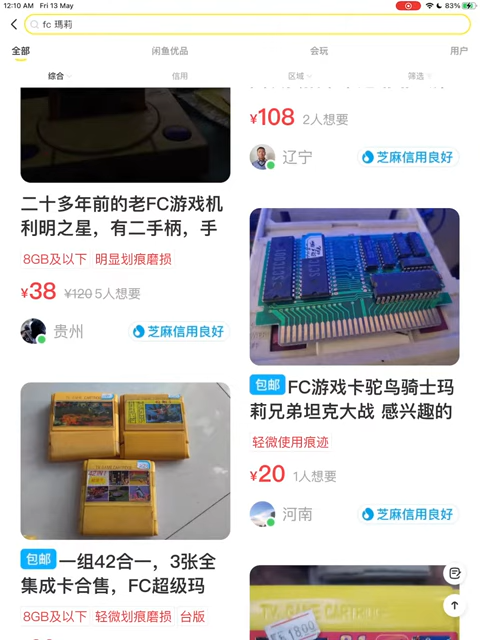 12:10 AM Fri 13 May
83%
fc 瑪莉
全部 闲鱼优品 会玩 用户
综合 信用 区域 筛选
二十多年前的老FC游戏机
利明之星，有二手柄，手
8GB及以下 明显划痕磨损
¥38 ¥120 5人想要
贵州 芝麻信用良好
包邮 一组42合一，3张全
集成卡合售，FC超级玛
8GB及以下 轻微划痕磨损 台版
¥108 2人想要
辽宁 芝麻信用良好
包邮 FC游戏卡驼鸟骑士玛
莉兄弟坦克大战 感兴趣的
轻微使用痕迹
¥20 1人想要
河南 芝麻信用良好
TV GAME CARTRIDGE